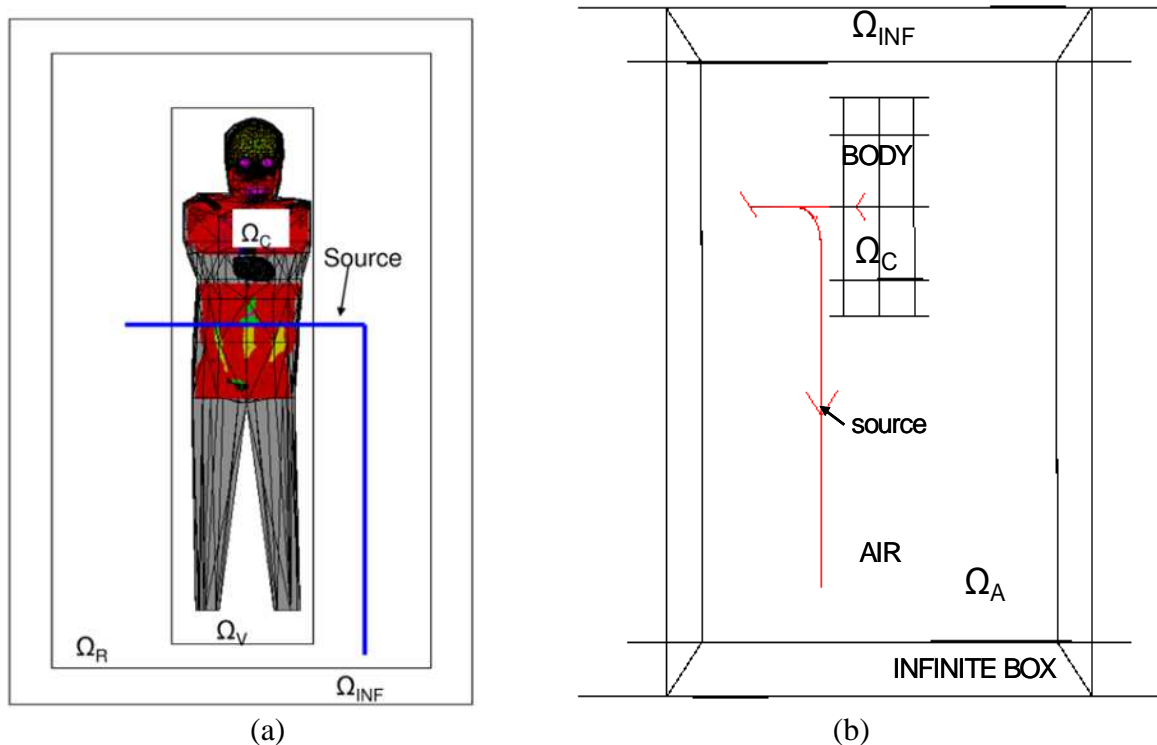 Ω_C
Source
Ω_V
Ω_R
Ω_INF
(a)
Ω_INF
BODY
Ω_C
source
AIR
Ω_A
INFINITE BOX
(b)